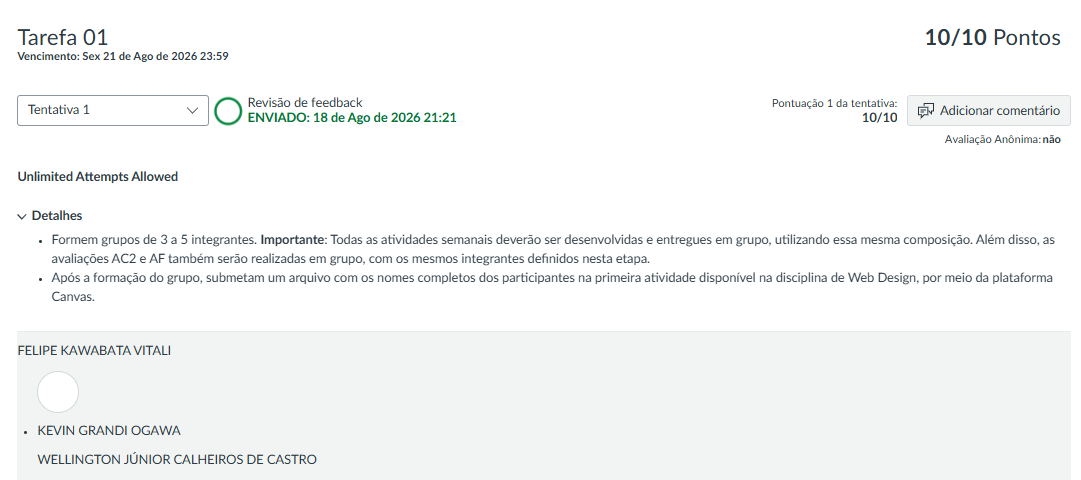 Tarefa 01
10/10 Pontos
Vencimento: Sex 21 de Ago de 2026 23:59
Tentativa 1
Revisão de feedback
ENVIADO: 18 de Ago de 2026 21:21
Pontuação 1 da tentativa:
10/10
Adicionar comentário
Avaliação Anônima: não
Unlimited Attempts Allowed
Detalhes
• Formem grupos de 3 a 5 integrantes. Importante: Todas as atividades semanais deverão ser desenvolvidas e entregues em grupo, utilizando essa mesma composição. Além disso, as
avaliações AC2 e AF também serão realizadas em grupo, com os mesmos integrantes definidos nesta etapa.
• Após a formação do grupo, submetam um arquivo com os nomes completos dos participantes na primeira atividade disponível na disciplina de Web Design, por meio da plataforma
Canvas.
FELIPE KAWABATA VITALI
• KEVIN GRANDI OGAWA
WELLINGTON JÚNIOR CALHEIROS DE CASTRO